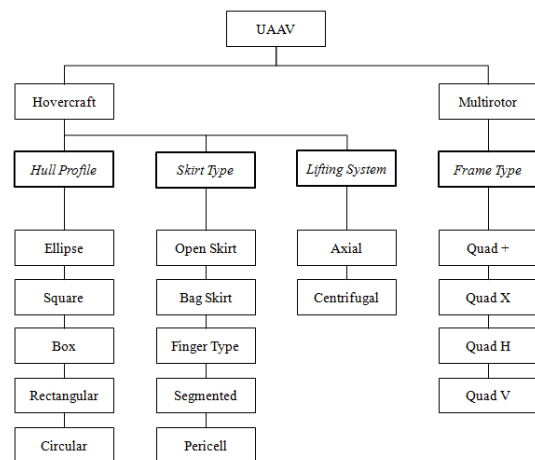 UAAV
Hovercraft
Multirotor
Hull Profile
Skirt Type
Lifting System
Frame Type
Ellipse
Open Skirt
Axial
Quad +
Square
Bag Skirt
Centrifugal
Quad X
Box
Finger Type
Quad H
Rectangular
Segmented
Quad V
Circular
Pericell